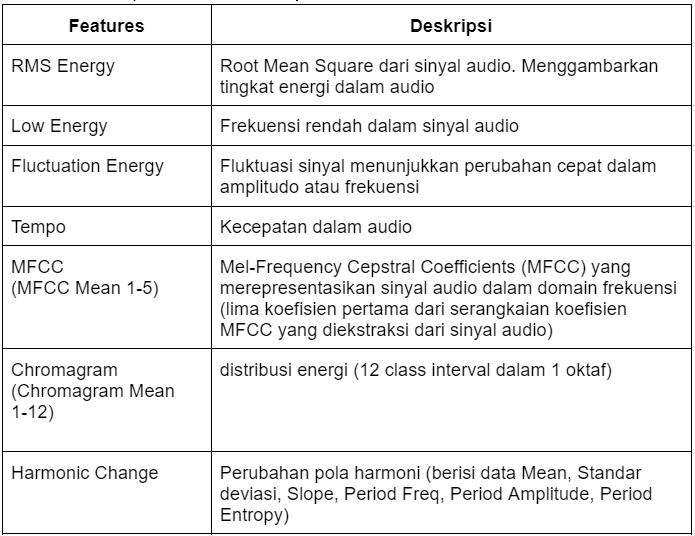 Features
Deskripsi
RMS Energy
Root Mean Square dari sinyal audio. Menggambarkan
tingkat energi dalam audio
Low Energy
Frekuensi rendah dalam sinyal audio
Fluctuation Energy
Fluktuasi sinyal menunjukkan perubahan cepat dalam
amplitudo atau frekuensi
Tempo
Kecepatan dalam audio
MFCC
(MFCC Mean 1-5)
Mel-Frequency Cepstral Coefficients (MFCC) yang
merepresentasikan sinyal audio dalam domain frekuensi
(lima koefisien pertama dari serangkaian koefisien
MFCC yang diekstraksi dari sinyal audio)
Chromagram
(Chromagram Mean
1-12)
distribusi energi (12 class interval dalam 1 oktaf)
Harmonic Change
Perubahan pola harmoni (berisi data Mean, Standar
deviasi, Slope, Period Freq, Period Amplitude, Period
Entropy)